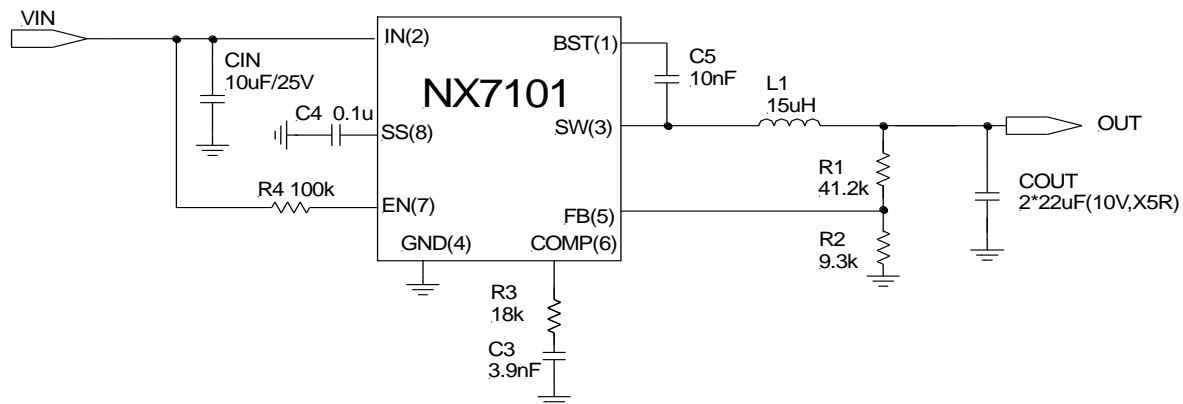 VIN
IN(2)
BST(1)
CIN
10uF/25V
C5
10nF
NX7101
L1
15uH
C4 0.1u
SS(8)
SW(3)
OUT
R1
41.2k
R4 100k
EN(7)
FB(5)
COUT
2*22uF(10V,X5R)
GND(4)
COMP(6)
R2
9.3k
R3
18k
C3
3.9nF